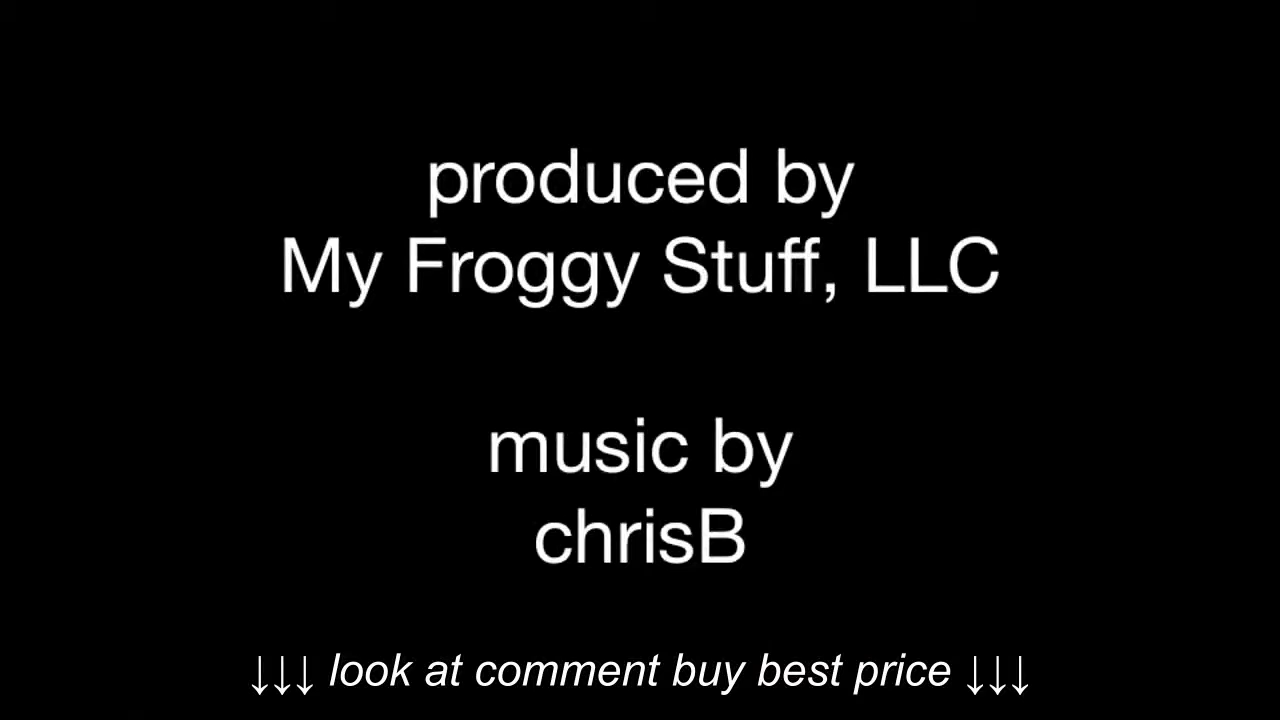 produced by
My Froggy Stuff, LLC
music by
chrisB
↓↓↓ look at comment buy best price ↓↓↓